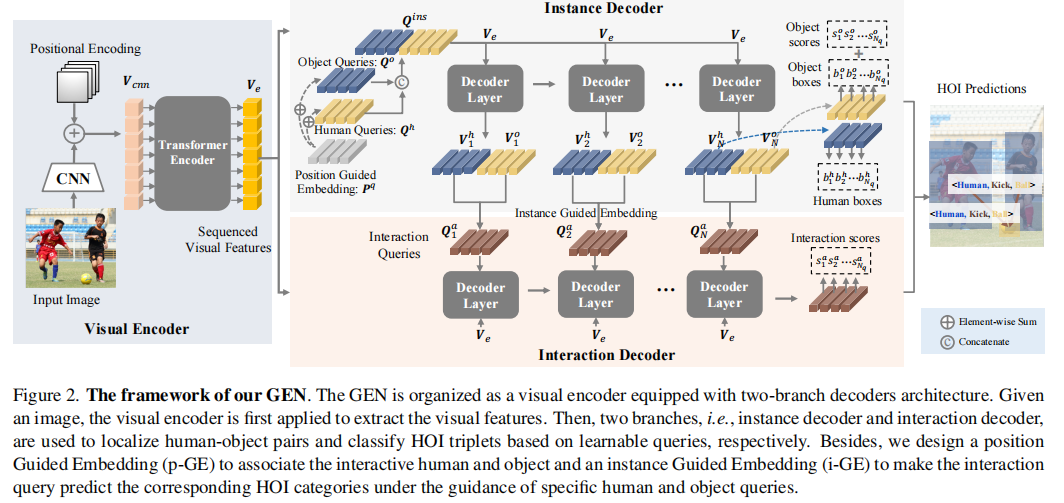 Instance Decoder
Positional Encoding
V_cnn
V_e
Transformer Encoder
CNN
Sequenced Visual Features
Input Image
Visual Encoder
Q^ins
Object Queries: Q^o
Human Queries: Q^h
Position Guided Embedding: P^q
V_e V_e V_e
Decoder Layer Decoder Layer ... Decoder Layer
V_1^h V_1^o V_2^h V_2^o V_N^h V_N^o
Object scores
s_1^o s_2^o ... s_{N_q}^o
+
Object boxes
b_1^o b_2^o ... b_{N_q}^o
b_1^h b_2^h ... b_{N_q}^h
Human boxes
Instance Guided Embedding
Interaction Queries
Q_1^a Q_2^a Q_N^a
Interaction scores
s_1^a s_2^a ... s_{N_q}^a
Decoder Layer Decoder Layer ... Decoder Layer
V_e V_e V_e
Interaction Decoder
HOI Predictions
<Human, Kick, Ball>
<Human, Kick, Ball>
⊕ Element-wise Sum
Ⓒ Concatenate
Figure 2. The framework of our GEN. The GEN is organized as a visual encoder equipped with two-branch decoders architecture. Given
an image, the visual encoder is first applied to extract the visual features. Then, two branches, i.e., instance decoder and interaction decoder,
are used to localize human-object pairs and classify HOI triplets based on learnable queries, respectively. Besides, we design a position
Guided Embedding (p-GE) to associate the interactive human and object and an instance Guided Embedding (i-GE) to make the interaction
query predict the corresponding HOI categories under the guidance of specific human and object queries.